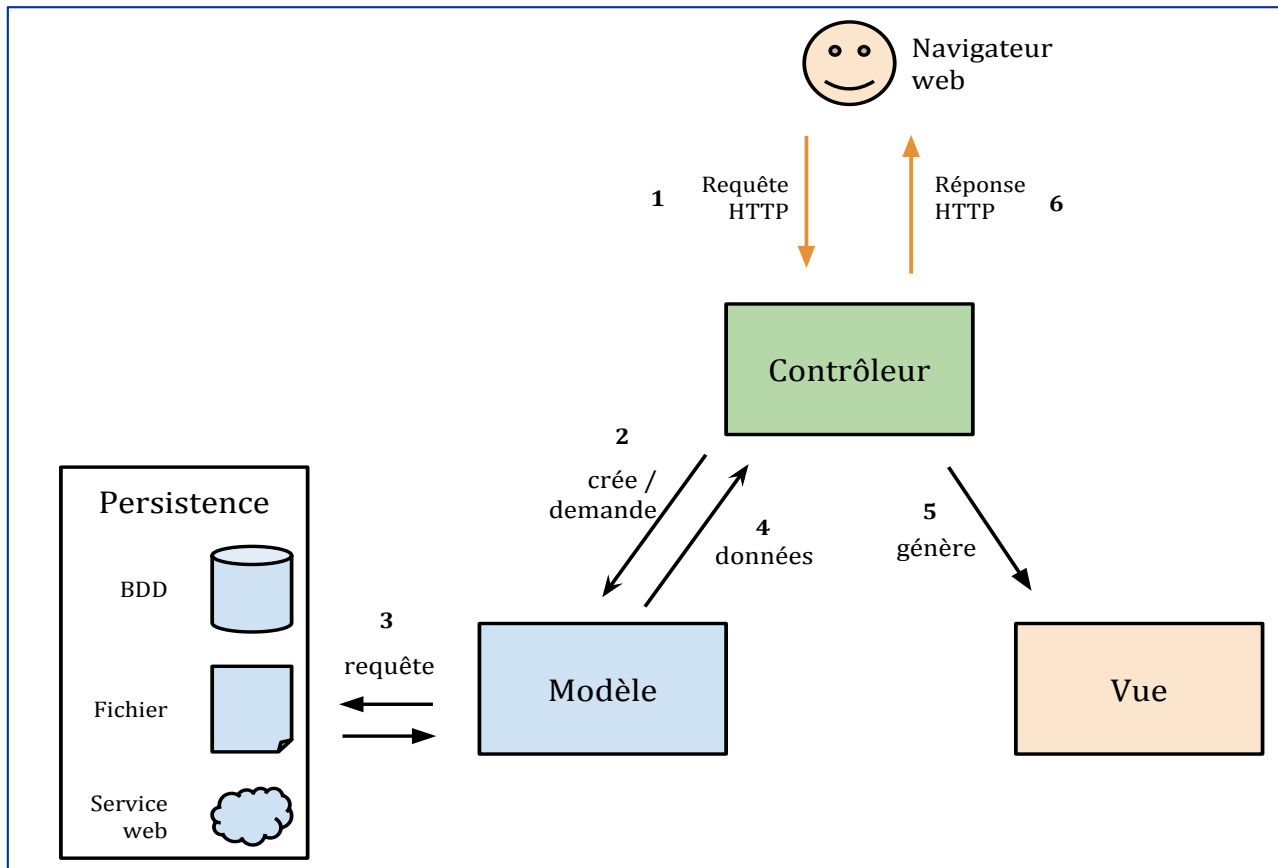 Navigateur
web
1
Requête
HTTP
Réponse
HTTP
6
Contrôleur
2
crée /
demande
4
données
5
génère
Persistence
BDD
Fichier
Service
web
3
requête
Modèle
Vue